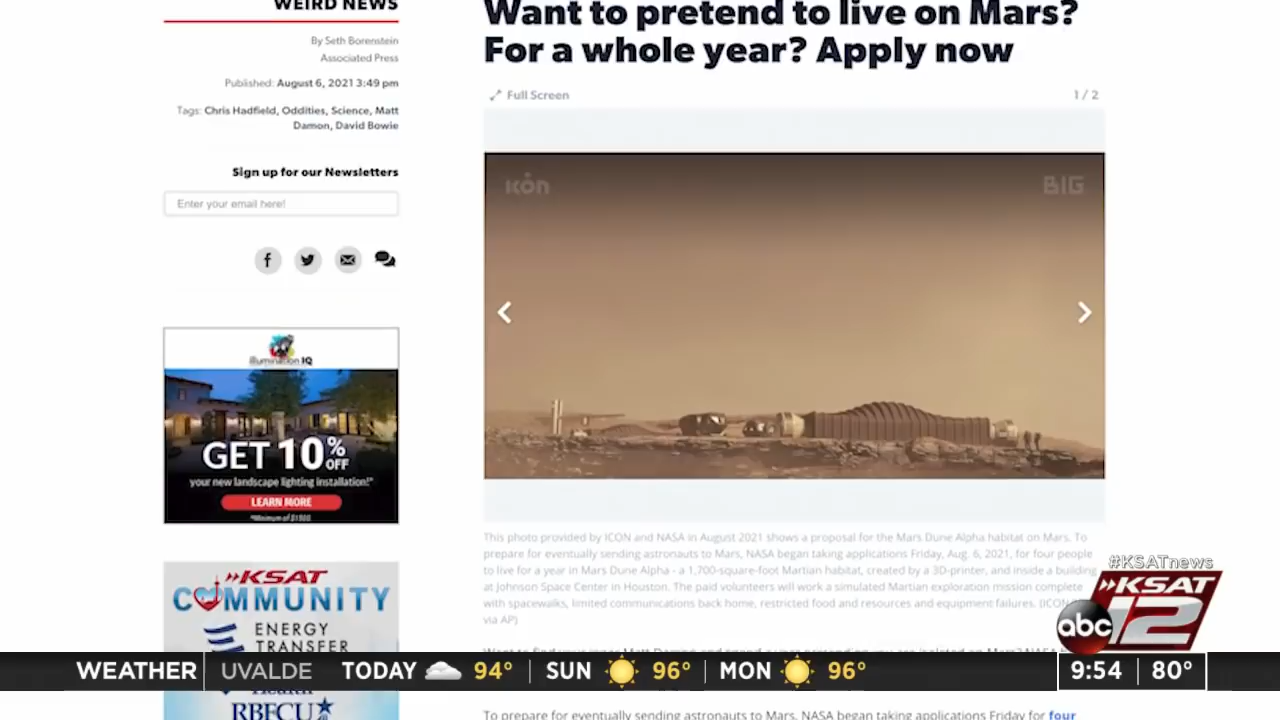 WEIRD NEWS
By Seth Borenstein
Associated Press
Published: August 6, 2021 3:49 pm
Tags: Chris Hadfield, Oddities, Science, Matt
Damon, David Bowie
Sign up for our Newsletters
Enter your email here!
illumination IQ
GET 10% OFF
your new landscape lighting installation!*
LEARN MORE
*Minimum of $1500
KSAT
COMMUNITY
ENERGY
TRANSFER
Health
RBFCU
Want to pretend to live on Mars?
For a whole year? Apply now
Full Screen
1 / 2
ICON
BIG
This photo provided by ICON and NASA in August 2021 shows a proposal for the Mars Dune Alpha habitat on Mars. To
prepare for eventually sending astronauts to Mars, NASA began taking applications Friday, Aug. 6, 2021, for four people
to live for a year in Mars Dune Alpha - a 1,700-square-foot Martian habitat, created by a 3D-printer, and inside a building
at Johnson Space Center in Houston. The paid volunteers will work a simulated Martian exploration mission complete
with spacewalks, limited communications back home, restricted food and resources and equipment failures. (ICON
via AP)
To prepare for eventually sending astronauts to Mars, NASA began taking applications Friday for four
#KSATnews
KSAT
abc 12
WEATHER UVALDE TODAY 94° SUN 96° MON 96° 9:54 80°